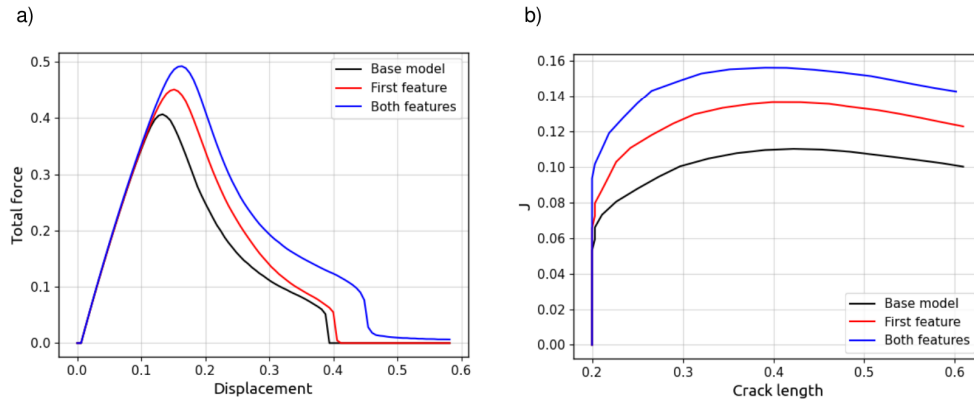 a)
Total force
0.5
0.4
0.3
0.2
0.1
0.0
Base model
First feature
Both features
0.0 0.1 0.2 0.3 0.4 0.5 0.6
Displacement
b)
J
0.16
0.14
0.12
0.10
0.08
0.06
0.04
0.02
0.00
Base model
First feature
Both features
0.2 0.3 0.4 0.5 0.6
Crack length